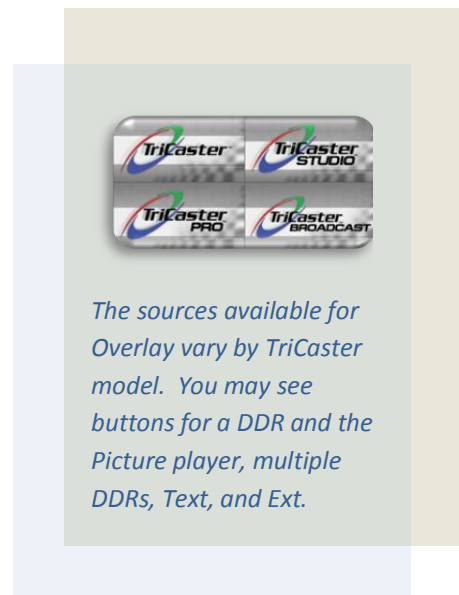 TriCaster TriCaster
STUDIO
TriCaster TriCaster
PRO BROADCAST
The sources available for
Overlay vary by TriCaster
model.  You may see
buttons for a DDR and the
Picture player, multiple
DDRs, Text, and Ext.